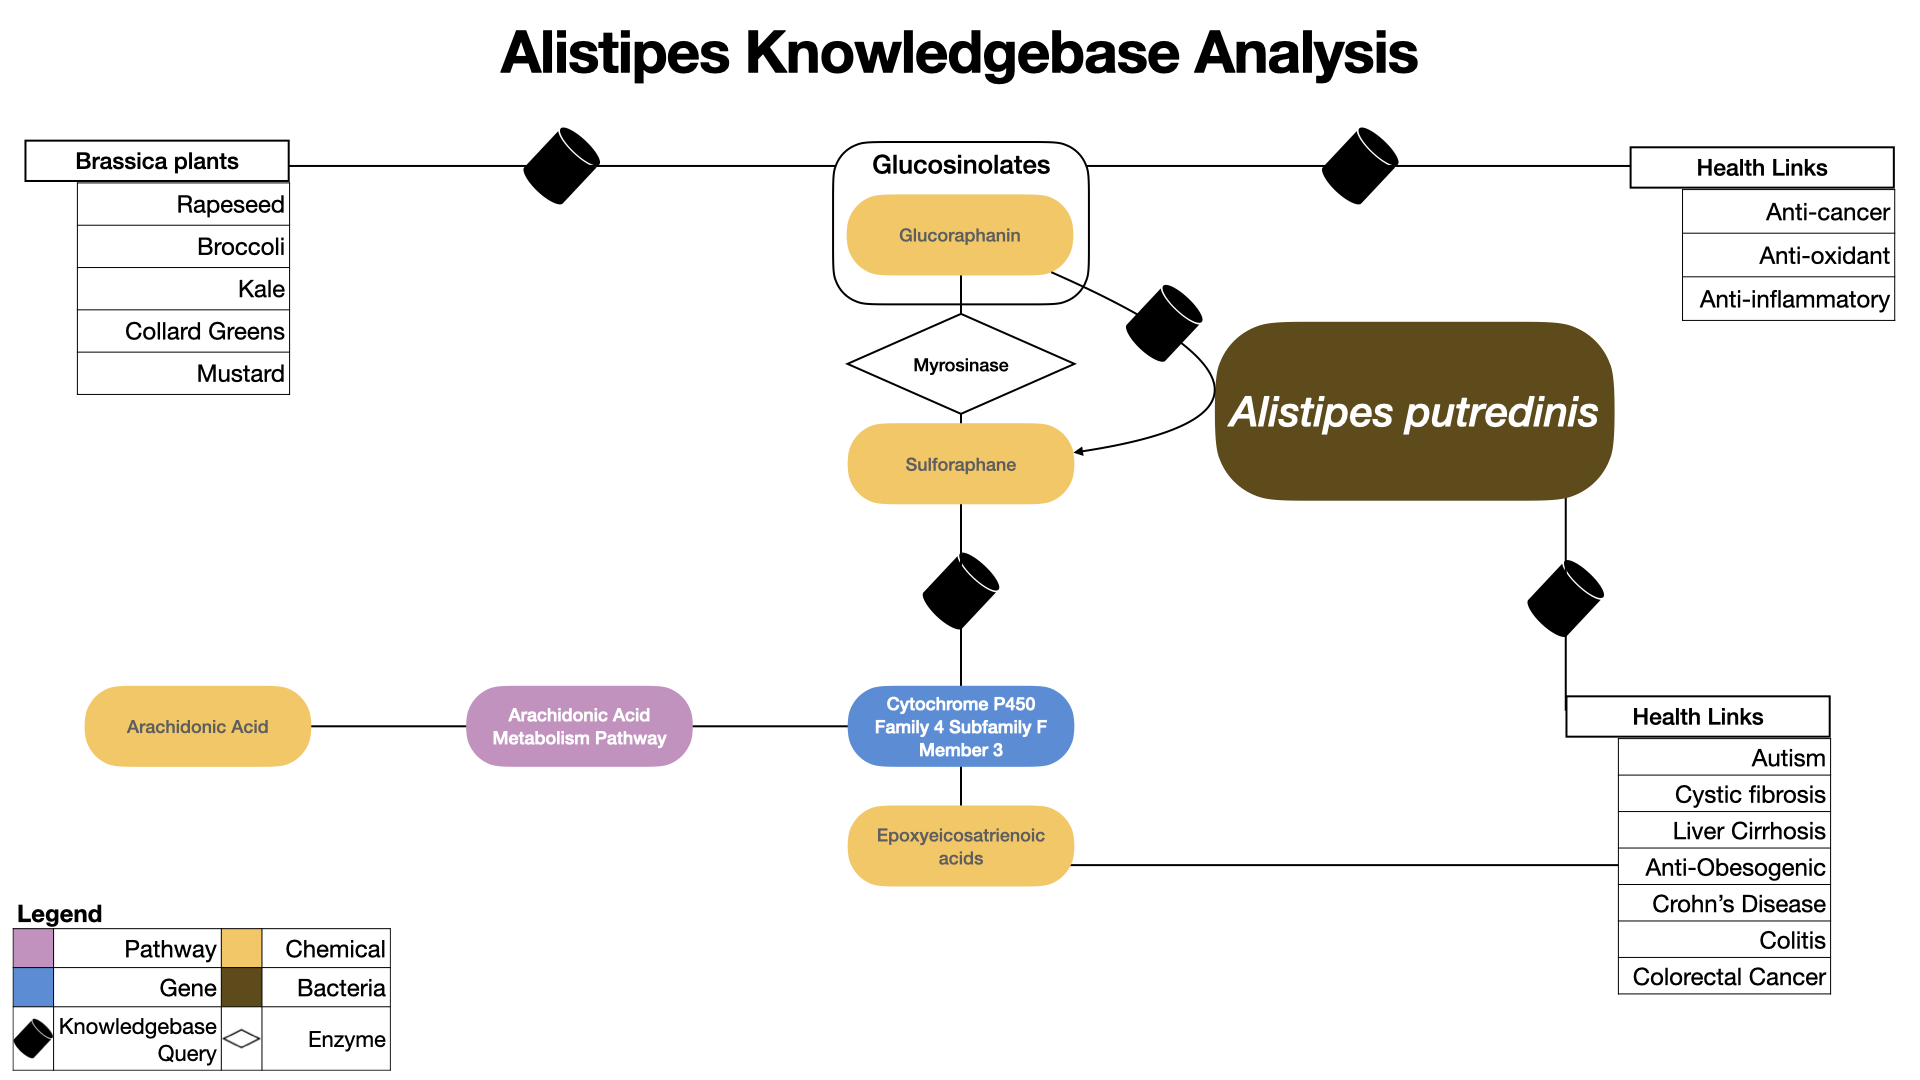 Alistipes Knowledgebase Analysis
Brassica plants
Rapeseed
Broccoli
Kale
Collard Greens
Mustard
Glucosinolates
Glucoraphanin
Myrosinase
Sulforaphane
Health Links
Anti-cancer
Anti-oxidant
Anti-inflammatory
Alistipes putredinis
Arachidonic Acid
Arachidonic Acid
Metabolism Pathway
Cytochrome P450
Family 4 Subfamily F
Member 3
Epoxyeicosatrienoic
acids
Health Links
Autism
Cystic fibrosis
Liver Cirrhosis
Anti-Obesogenic
Crohn’s Disease
Colitis
Colorectal Cancer
Legend
Pathway
Chemical
Gene
Bacteria
Knowledgebase
Query
Enzyme